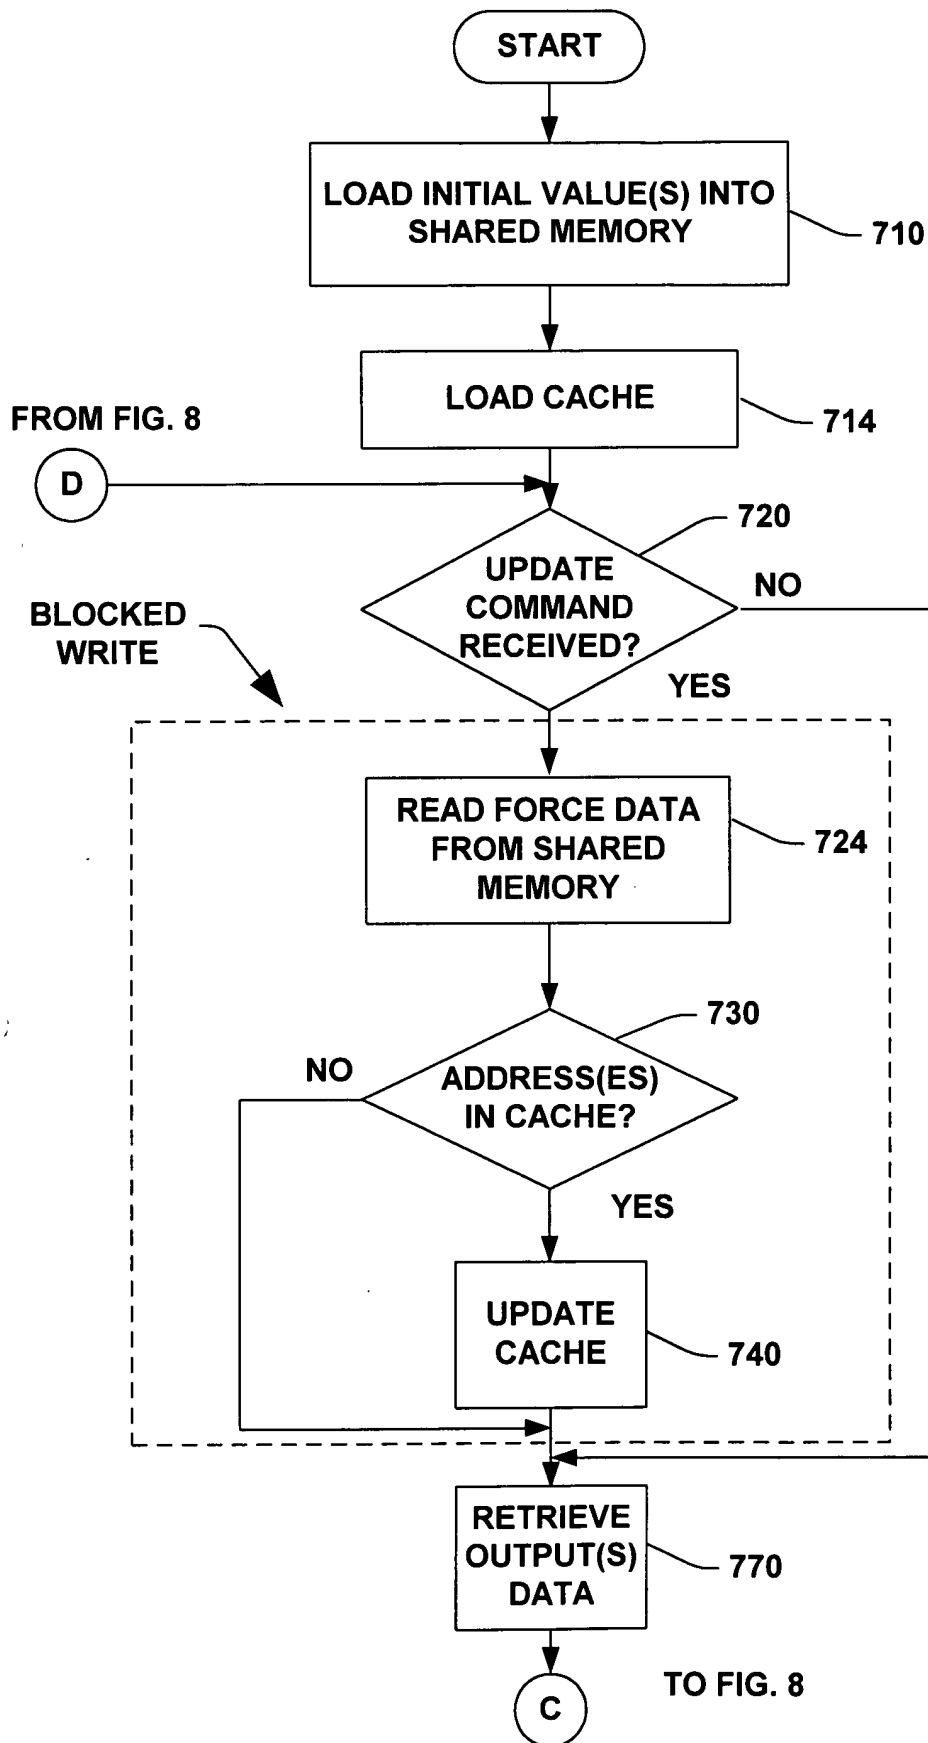 START
LOAD INITIAL VALUE(S) INTO
SHARED MEMORY
710
LOAD CACHE
714
FROM FIG. 8
D
720
UPDATE
COMMAND
RECEIVED?
NO
BLOCKED
WRITE
YES
READ FORCE DATA
FROM SHARED
MEMORY
724
730
NO
ADDRESS(ES)
IN CACHE?
YES
UPDATE
CACHE
740
RETRIEVE
OUTPUT(S)
DATA
770
TO FIG. 8
C